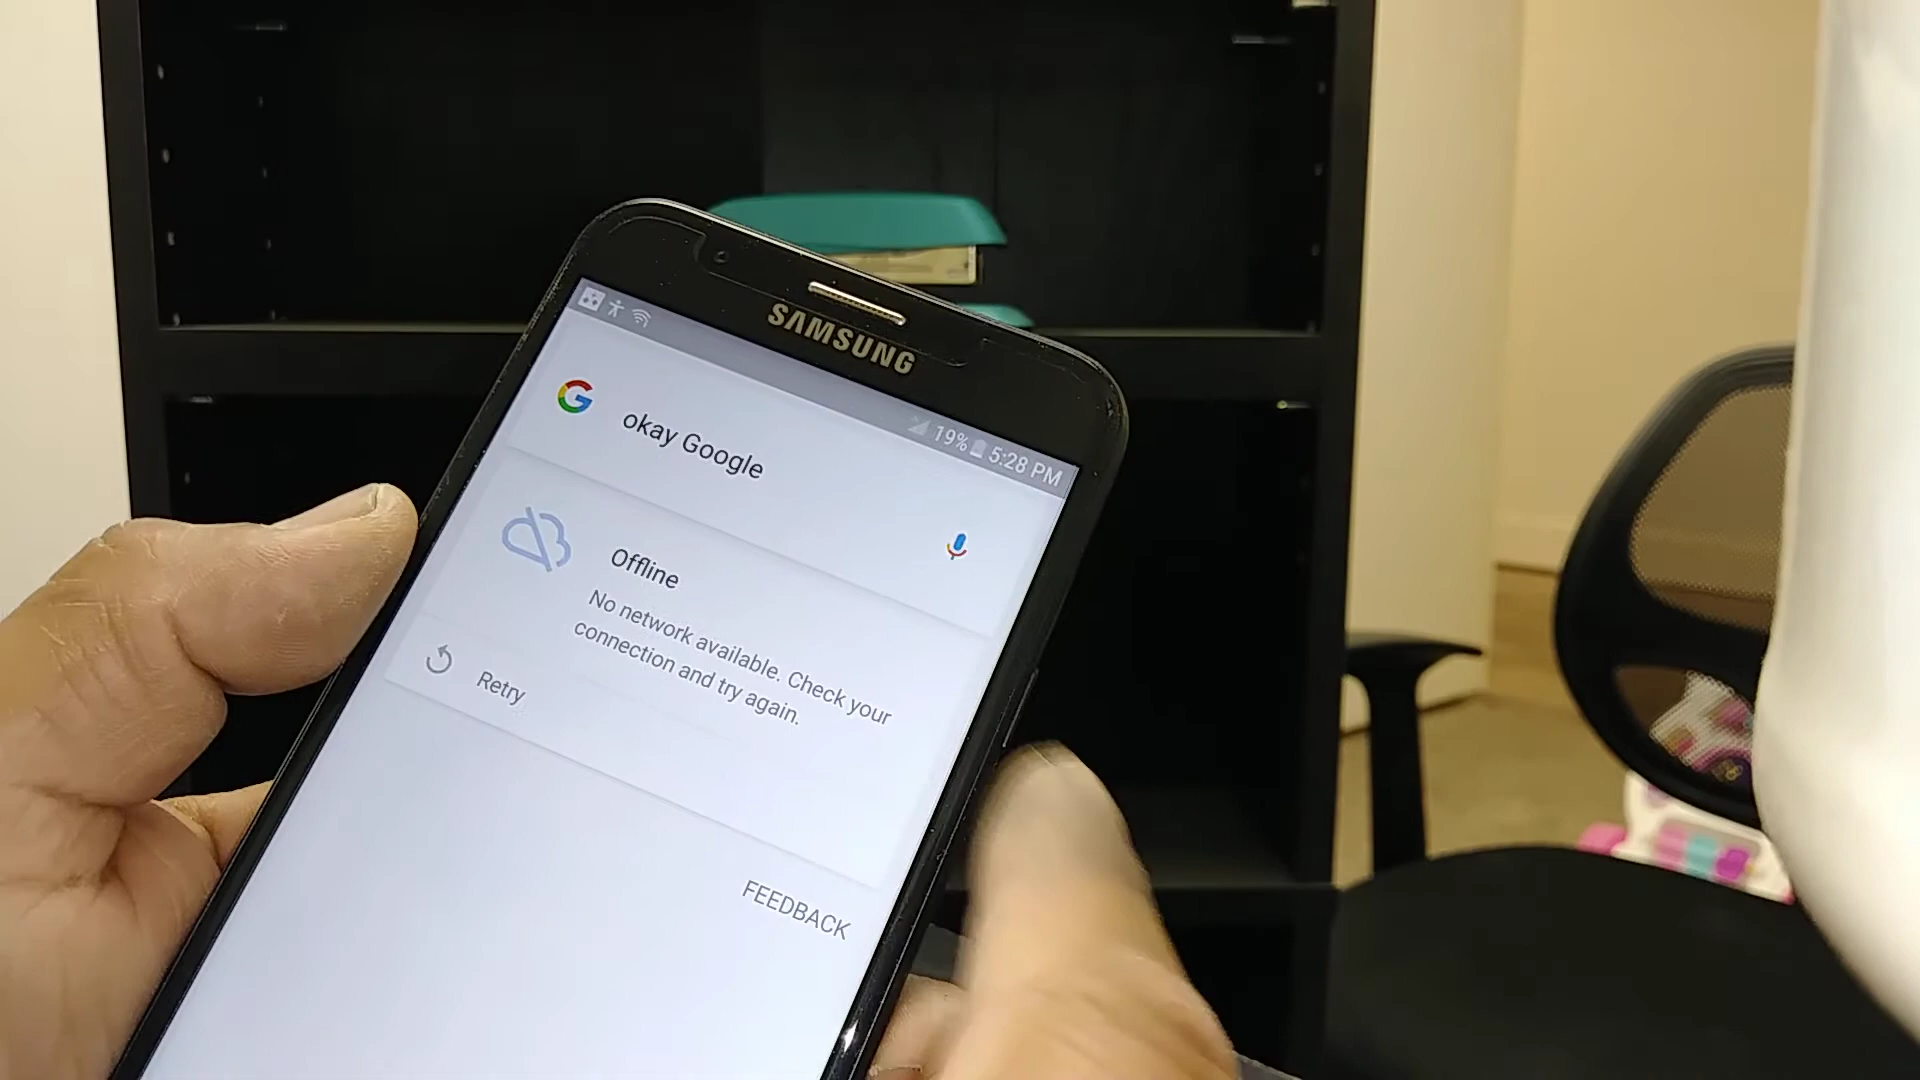 SAMSUNG
19% 5:28 PM
okay Google
Offline
No network available. Check your
connection and try again.
Retry
FEEDBACK